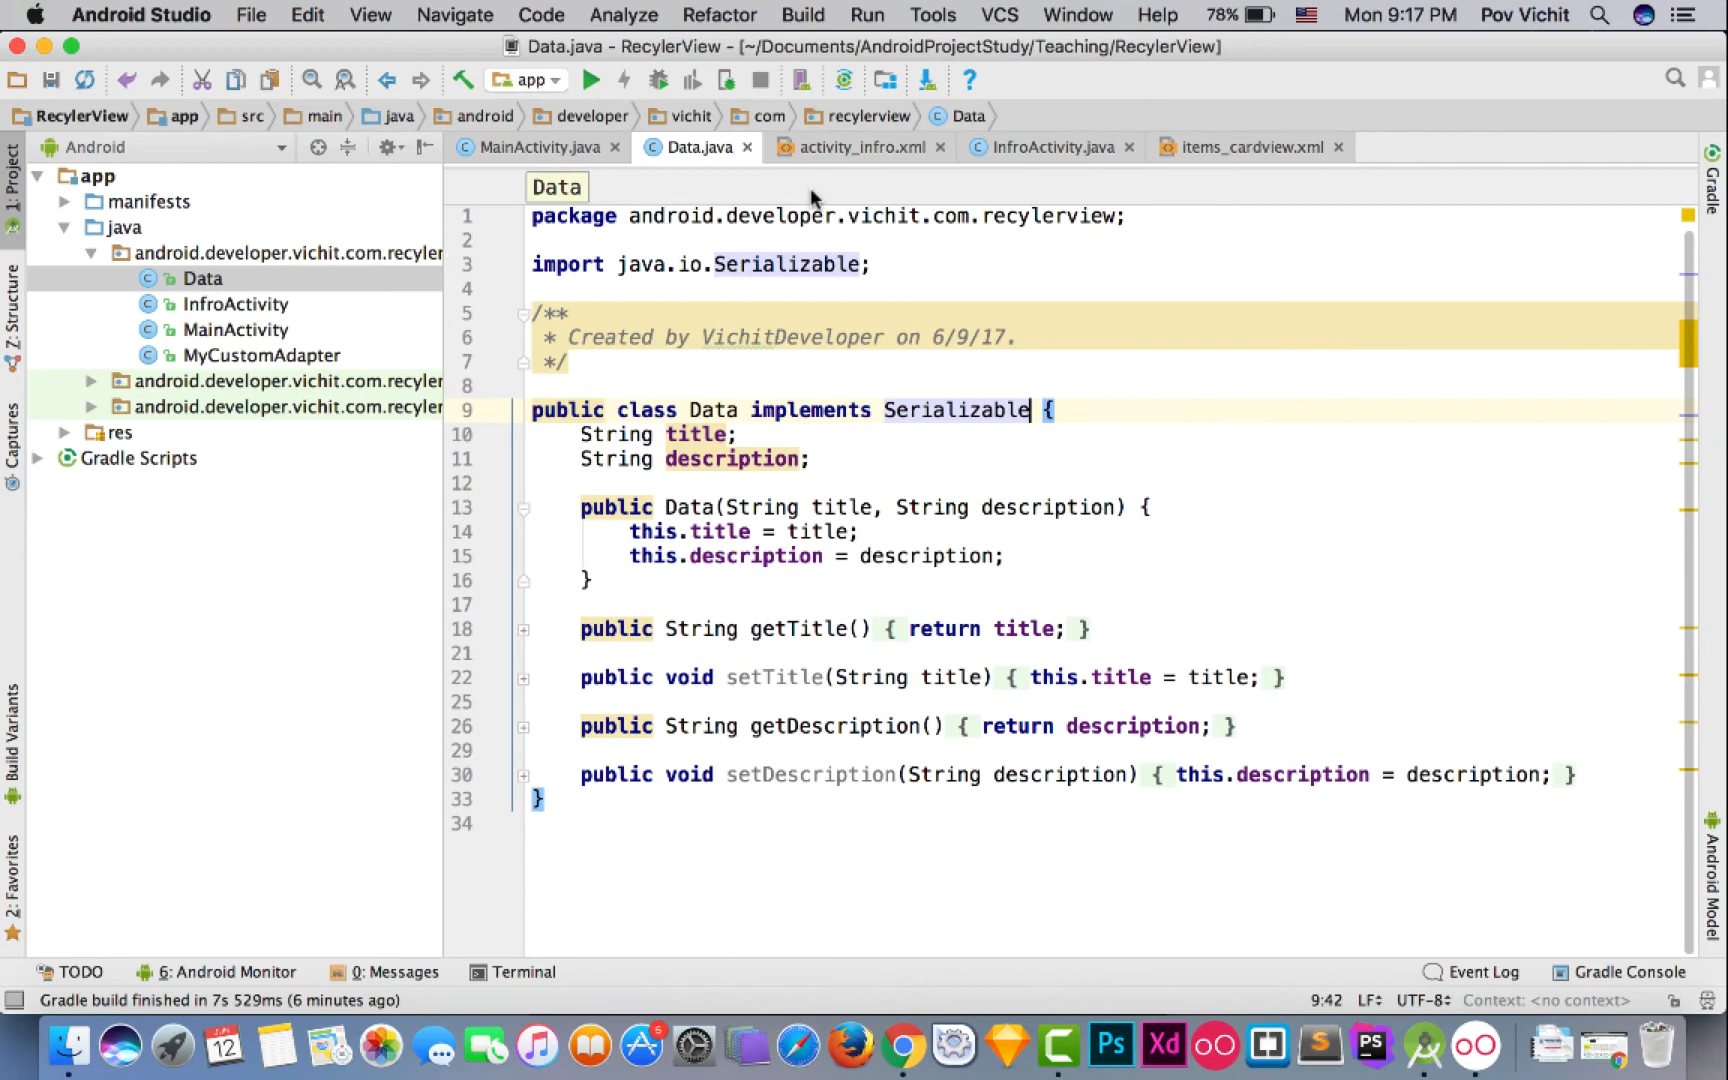 Android Studio File Edit View Navigate Code Analyze Refactor Build Run Tools VCS Window Help 78% Mon 9:17 PM Pov Vichit
Data.java - RecylerView - [~/Documents/AndroidProjectStudy/Teaching/RecylerView]
app
RecylerView app src main java android developer vichit com recylerview Data
Android
MainActivity.java Data.java activity_infro.xml InfroActivity.java items_cardview.xml
1: Project
Z: Structure
Captures
Build Variants
2: Favorites
app
manifests
java
android.developer.vichit.com.recyler
Data
InfroActivity
MainActivity
MyCustomAdapter
android.developer.vichit.com.recyler
android.developer.vichit.com.recyler
res
Gradle Scripts
Data
1 package android.developer.vichit.com.recylerview;
2
3 import java.io.Serializable;
4
5 /**
6 * Created by VichitDeveloper on 6/9/17.
7 */
8
9 public class Data implements Serializable {
10 String title;
11 String description;
12
13 public Data(String title, String description) {
14 this.title = title;
15 this.description = description;
16 }
17
18 public String getTitle() { return title; }
21
22 public void setTitle(String title) { this.title = title; }
25
26 public String getDescription() { return description; }
29
30 public void setDescription(String description) { this.description = description; }
33 }
34
Gradle
Android Model
TODO 6: Android Monitor 0: Messages Terminal Event Log Gradle Console
Gradle build finished in 7s 529ms (6 minutes ago) 9:42 LF UTF-8 Context: <no context>
JUN
12
5
Ps
Xd
S
PS